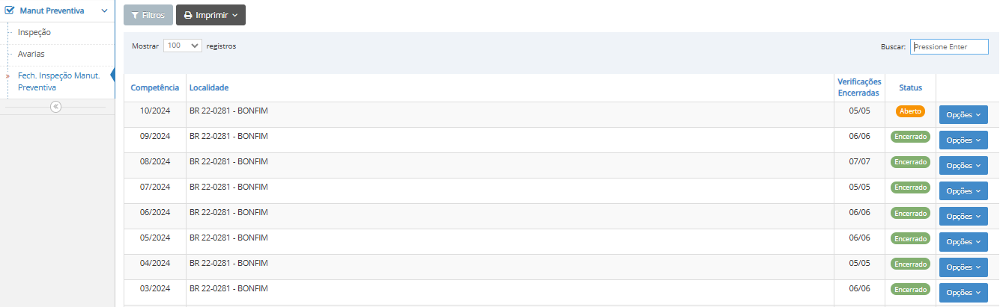 Manut Preventiva
Inspeção
Avarias
Fech. Inspeção Manut.
Preventiva
Filtros
Imprimir
Mostrar 100 registros
Buscar: Pressione Enter
Competência Localidade Verificações Encerradas Status
10/2024 BR 22-0281 - BONFIM 05/05 Aberto Opções
09/2024 BR 22-0281 - BONFIM 06/06 Encerrado Opções
08/2024 BR 22-0281 - BONFIM 07/07 Encerrado Opções
07/2024 BR 22-0281 - BONFIM 05/05 Encerrado Opções
06/2024 BR 22-0281 - BONFIM 06/06 Encerrado Opções
05/2024 BR 22-0281 - BONFIM 06/06 Encerrado Opções
04/2024 BR 22-0281 - BONFIM 05/05 Encerrado Opções
03/2024 BR 22-0281 - BONFIM 06/06 Encerrado Opções